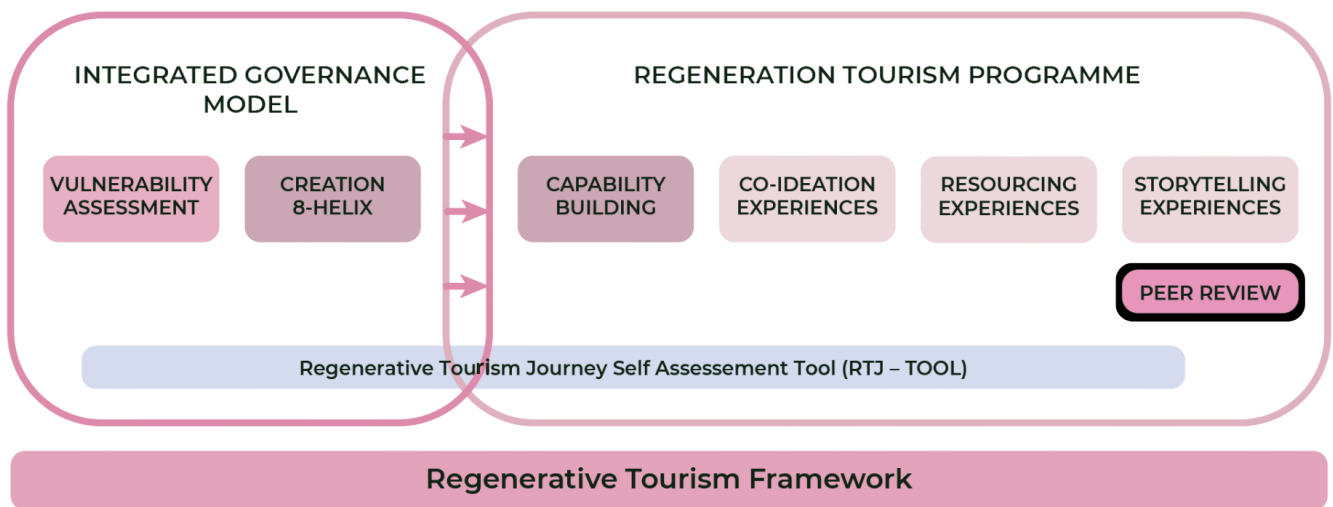 INTEGRATED GOVERNANCE
MODEL
REGENERATION TOURISM PROGRAMME
VULNERABILITY
ASSESSMENT
CREATION
8-HELIX
CAPABILITY
BUILDING
CO-IDEATION
EXPERIENCES
RESOURCING
EXPERIENCES
STORYTELLING
EXPERIENCES
PEER REVIEW
Regenerative Tourism Journey Self Assessement Tool (RTJ – TOOL)
Regenerative Tourism Framework